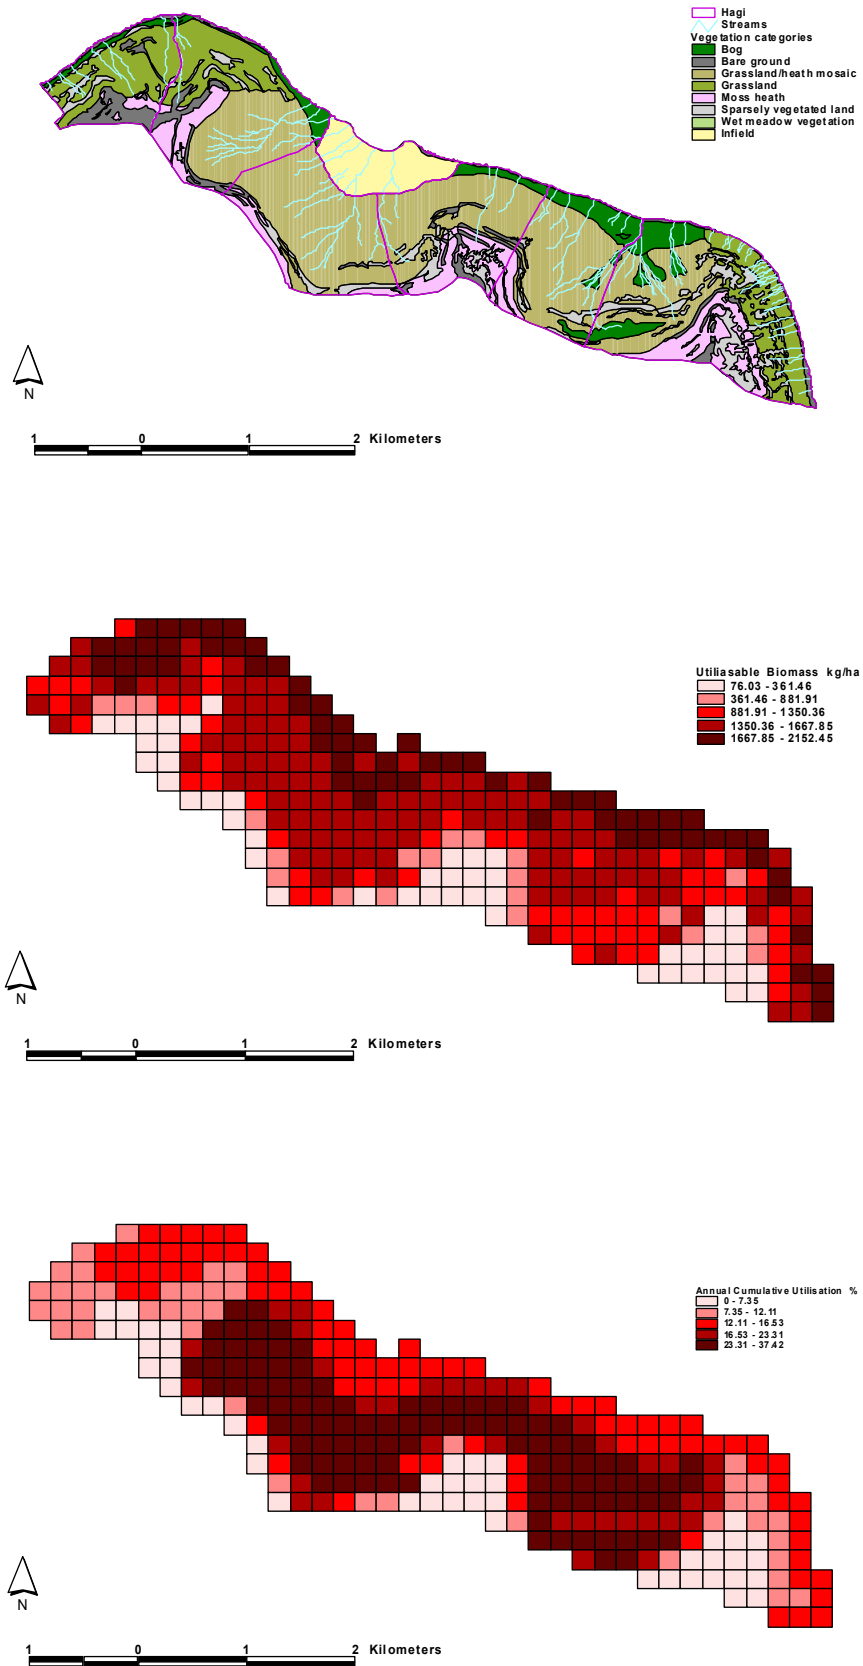 Hagi
Streams
Vegetation categories
Bog
Bare ground
Grassland/heath mosaic
Grassland
Moss heath
Sparsely vegetated land
Wet meadow vegetation
Infield
N
1 0 1 2 Kilometers
Utiliasable Biomass kg/ha
76.03 - 361.46
361.46 - 881.91
881.91 - 1350.36
1350.36 - 1667.85
1667.85 - 2152.45
N
1 0 1 2 Kilometers
Annual Cumulative Utilisation %
0 - 7.35
7.35 - 12.11
12.11 - 16.53
16.53 - 23.31
23.31 - 37.42
N
1 0 1 2 Kilometers